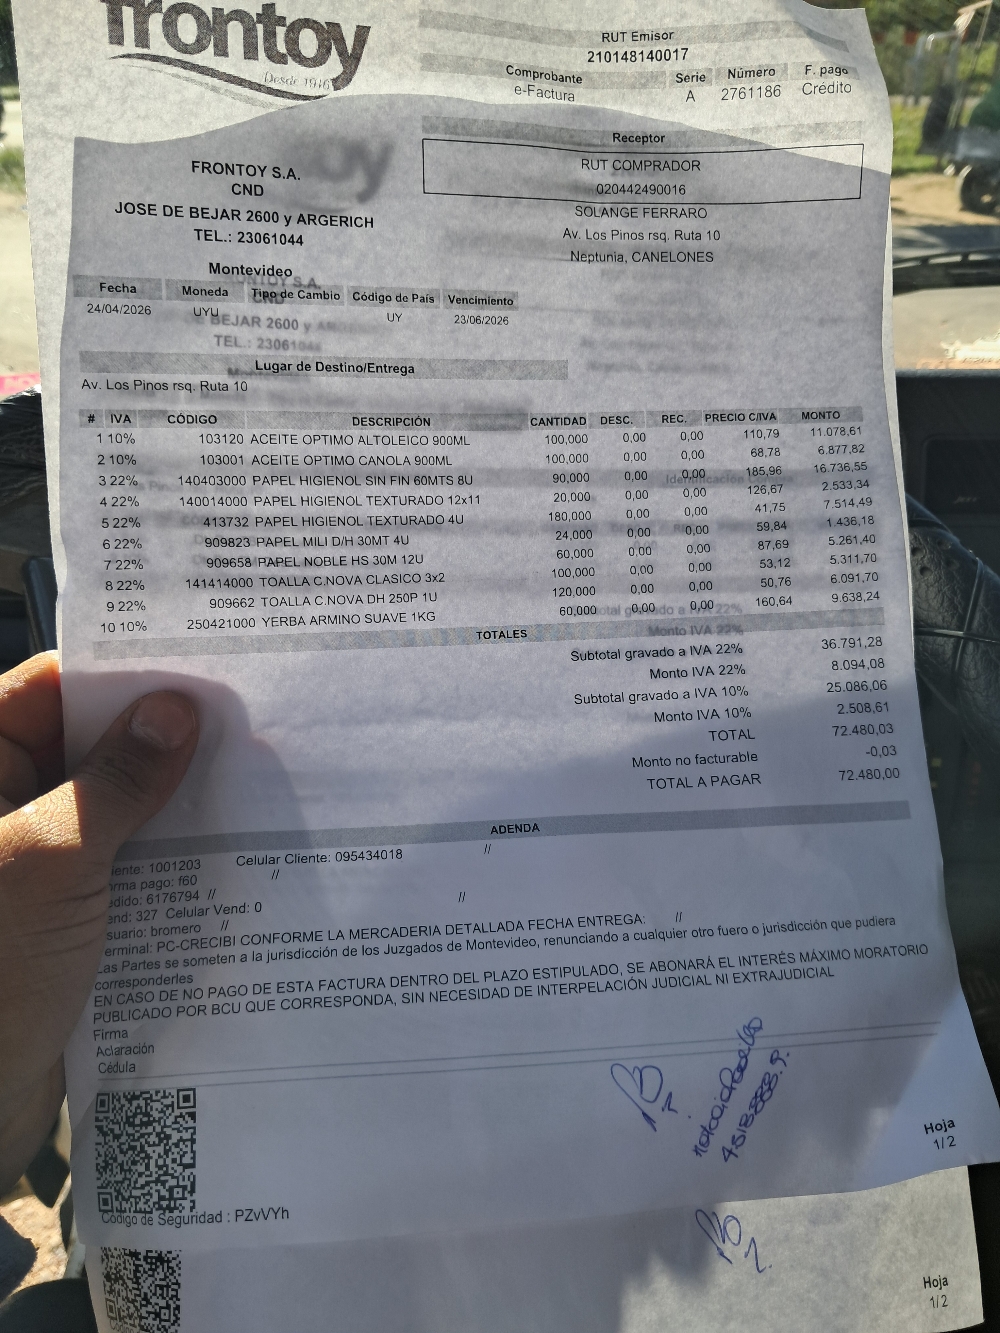 frontoy
Desde 1916
RUT Emisor
210148140017
Comprobante Serie Número F. pago
e-Factura A 2761186 Crédito
Receptor
RUT COMPRADOR
020442490016
SOLANGE FERRARO
Av. Los Pinos rsq. Ruta 10
Neptunia, CANELONES
FRONTOY S.A.
CND
JOSE DE BEJAR 2600 y ARGERICH
TEL.: 23061044
Montevideo
Fecha Moneda Tipo de Cambio Código de País Vencimiento
24/04/2026 UYU UY 23/06/2026
Lugar de Destino/Entrega
Av. Los Pinos rsq. Ruta 10
# IVA CÓDIGO DESCRIPCIÓN CANTIDAD DESC. REC. PRECIO C/IVA MONTO
1 10% 103120 ACEITE OPTIMO ALTOLEICO 900ML 100,000 0,00 0,00 110,79 11.078,61
2 10% 103001 ACEITE OPTIMO CANOLA 900ML 100,000 0,00 0,00 68,78 6.877,82
3 22% 140403000 PAPEL HIGIENOL SIN FIN 60MTS 8U 90,000 0,00 0,00 185,96 16.736,55
4 22% 140014000 PAPEL HIGIENOL TEXTURADO 12x11 20,000 0,00 0,00 126,67 2.533,34
5 22% 413732 PAPEL HIGIENOL TEXTURADO 4U 180,000 0,00 0,00 41,75 7.514,49
6 22% 909823 PAPEL MILI D/H 30MT 4U 24,000 0,00 0,00 59,84 1.436,18
7 22% 909658 PAPEL NOBLE HS 30M 12U 60,000 0,00 0,00 87,69 5.261,40
8 22% 141414000 TOALLA C.NOVA CLASICO 3x2 100,000 0,00 0,00 53,12 5.311,70
9 22% 909662 TOALLA C.NOVA DH 250P 1U 120,000 0,00 0,00 50,76 6.091,70
10 10% 250421000 YERBA ARMINO SUAVE 1KG 60,000 0,00 0,00 160,64 9.638,24
TOTALES
Subtotal gravado a IVA 22% 36.791,28
Monto IVA 22% 8.094,08
Subtotal gravado a IVA 10% 25.086,06
Monto IVA 10% 2.508,61
TOTAL 72.480,03
Monto no facturable -0,03
TOTAL A PAGAR 72.480,00
ADENDA
iente: 1001203 Celular Cliente: 095434018 //
rma pago: f60 //
edido: 6176794 // //
end: 327 Celular Vend: 0
suario: bromero //
erminal: PC-CRECIBI CONFORME LA MERCADERIA DETALLADA FECHA ENTREGA: //
Las Partes se someten a la jurisdicción de los Juzgados de Montevideo, renunciando a cualquier otro fuero o jurisdicción que pudiera
corresponderles
EN CASO DE NO PAGO DE ESTA FACTURA DENTRO DEL PLAZO ESTIPULADO, SE ABONARÁ EL INTERÉS MÁXIMO MORATORIO
PUBLICADO POR BCU QUE CORRESPONDA, SIN NECESIDAD DE INTERPELACIÓN JUDICIAL NI EXTRAJUDICIAL
Firma
Aclaración
Cédula
Código de Seguridad : PZvVYh
Hoja
1/2
Hoja
1/2